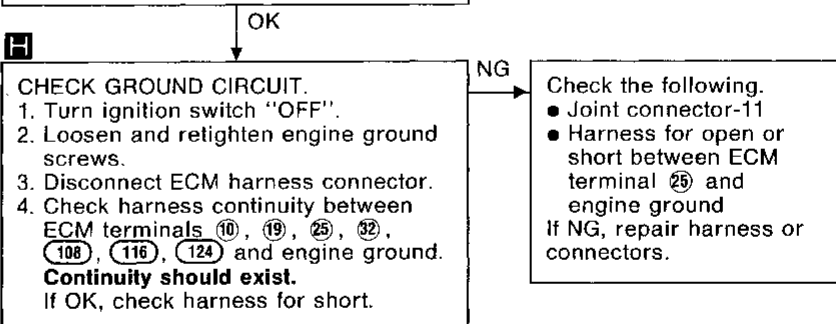 OK
H
CHECK GROUND CIRCUIT.
1. Turn ignition switch "OFF".
2. Loosen and retighten engine ground
screws.
3. Disconnect ECM harness connector.
4. Check harness continuity between
ECM terminals ⑩, ⑲, ㉕, ㉜,
(108), (116), (124) and engine ground.
Continuity should exist.
If OK, check harness for short.
NG
Check the following.
● Joint connector-11
● Harness for open or
short between ECM
terminal ㉕ and
engine ground
If NG, repair harness or
connectors.